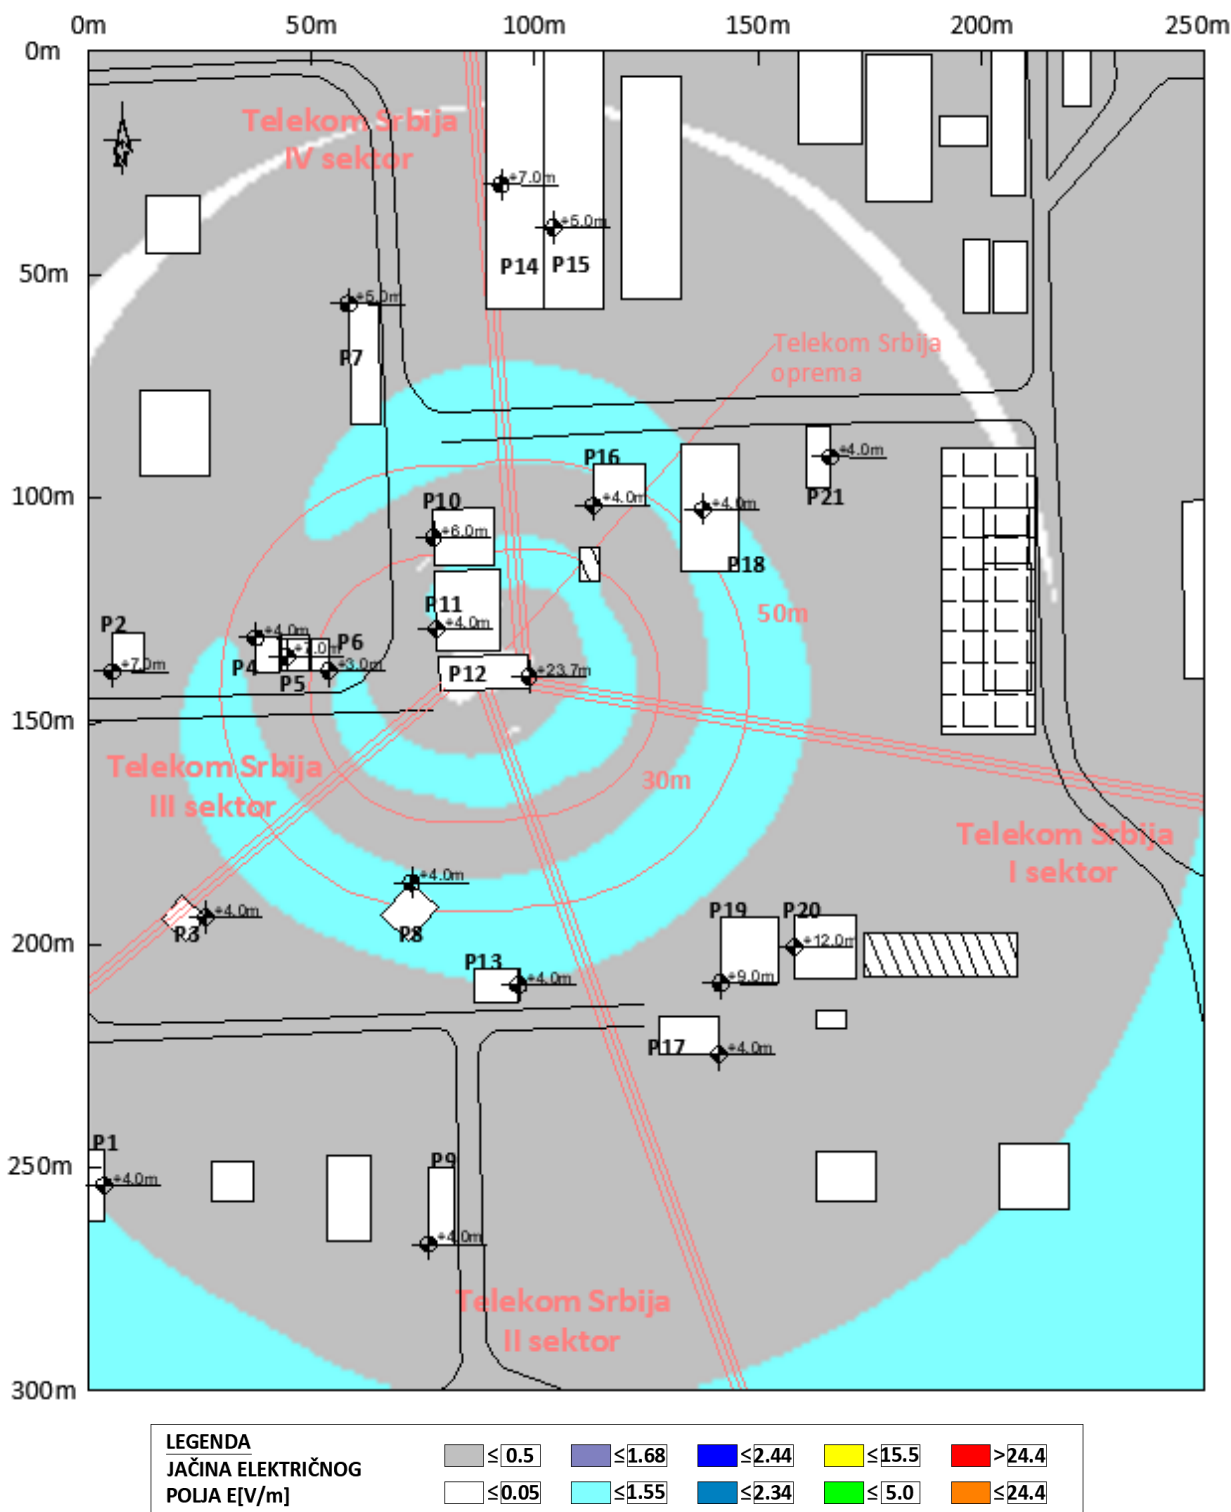 0m 50m 100m 150m 200m 250m
0m
Telekom Srbija
IV sektor
+7.0m
+5.0m
P14 P15
50m
+5.0m
P7
Telekom Srbija
oprema
P16
+4.0m
P21
100m
P10
+4.0m
+4.0m
+6.0m
P18
P11
50m
+4.0m
P2
+7.0m
+4.0m
P4
+7.0m
P5
P6
+3.0m
P12
+23.7m
150m
Telekom Srbija
III sektor
30m
Telekom Srbija
I sektor
+4.0m
+4.0m
P3
P8
P19
P20
200m
+12.0m
P13
+4.0m
+9.0m
P17
+4.0m
P1
250m
+4.0m
P9
+4.0m
Telekom Srbija
II sektor
300m
LEGENDA
JAČINA ELEKTRIČNOG
POLJA E[V/m]
≤ 0.5 ≤1.68 ≤2.44 ≤15.5 >24.4
≤0.05 ≤1.55 ≤2.34 ≤ 5.0 ≤24.4